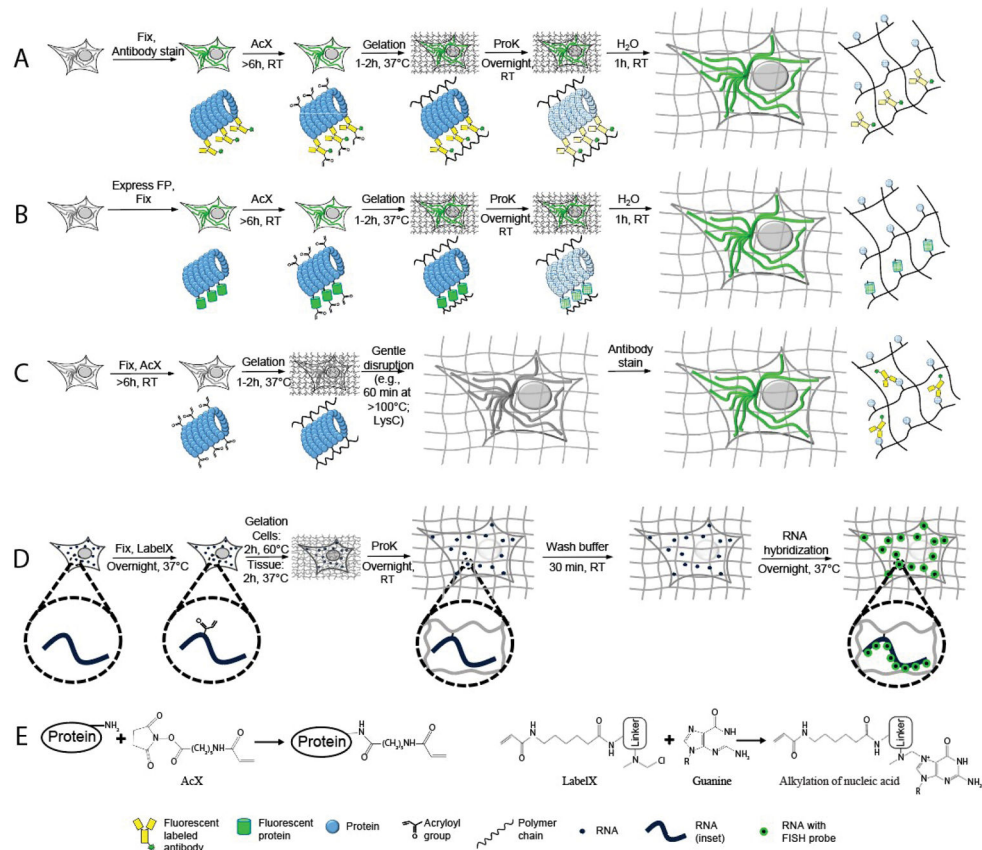 A
Fix,
Antibody stain
AcX
>6h, RT
Gelation
1-2h, 37°C
ProK
Overnight,
RT
H₂O
1h, RT
B
Express FP,
Fix
AcX
>6h, RT
Gelation
1-2h, 37°C
ProK
Overnight,
RT
H₂O
1h, RT
C
Fix, AcX
>6h, RT
Gelation
1-2h, 37°C
Gentle
disruption
(e.g.,
60 min at
>100°C;
LysC)
Antibody
stain
D
Fix, LabelX
Overnight, 37°C
Gelation
Cells:
2h, 60°C
Tissue:
2h, 37°C
ProK
Overnight,
RT
Wash buffer
30 min, RT
RNA
hybridization
Overnight, 37°C
E
Protein
NH₂
+
AcX
Protein
LabelX
Linker
+
Guanine
Linker
Alkylation of nucleic acid
Fluorescent
labeled
antibody
Fluorescent
protein
Protein
Acryloyl
group
Polymer
chain
RNA
RNA
(inset)
RNA with
FISH probe